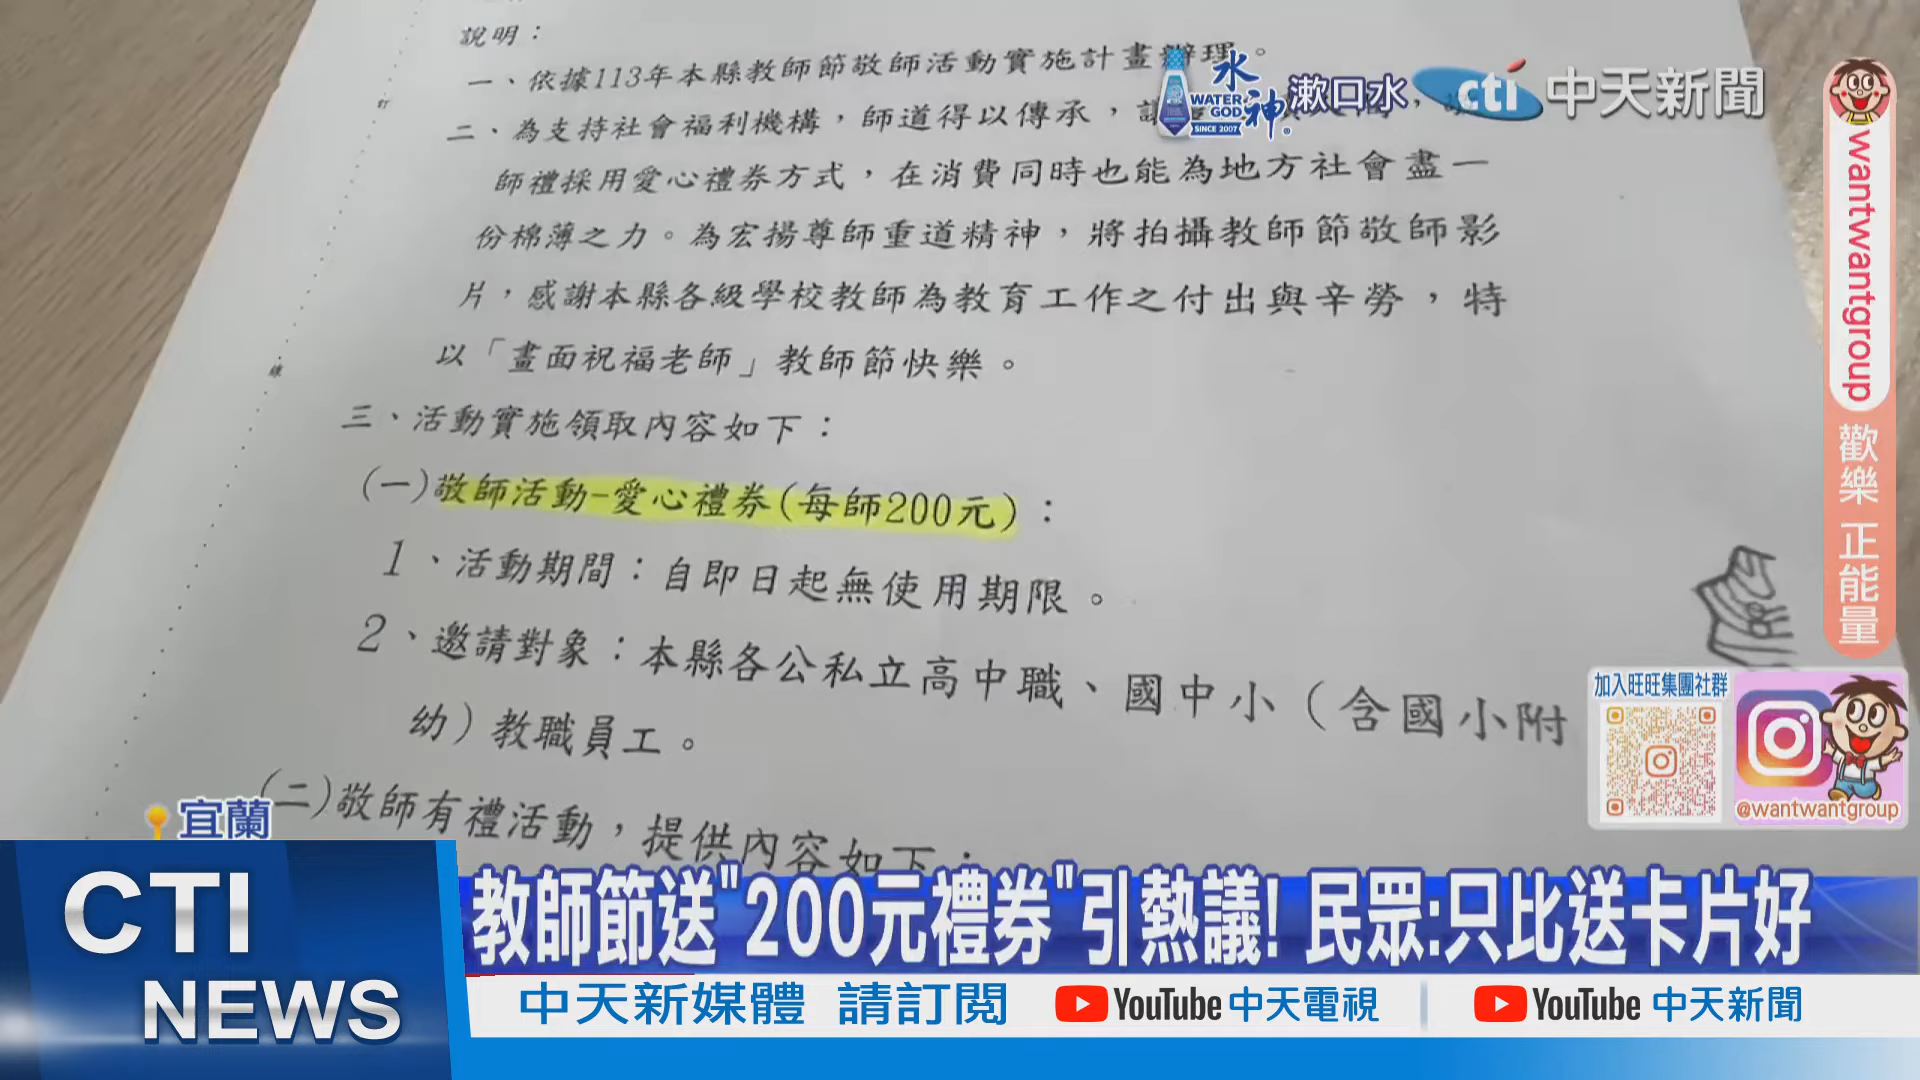 說明：
一、依據113年本縣教師節敬師活動實施計畫辦理。
二、為支持社會福利機構，師道得以傳承，
師禮採用愛心禮券方式，在消費同時也能為地方社會盡一
份棉薄之力。為宏揚尊師重道精神，將拍攝教師節敬師影
片，感謝本縣各級學校教師為教育工作之付出與辛勞，特
以「畫面祝福老師」教師節快樂。
三、活動實施領取內容如下：
(一)敬師活動-愛心禮券(每師200元)：
1、活動期間：自即日起無使用期限。
2、邀請對象：本縣各公私立高中職、國中小（含國小附
幼）教職員工。
(二)敬師有禮活動，提供內容如下：
訂
線
水神
WATER GOD
SINCE 2007
漱口水
cti 中天新聞
wantwantgroup
歡樂 正能量
加入旺旺集團社群
@wantwantgroup
宜蘭
CTI NEWS
教師節送"200元禮券"引熱議! 民眾:只比送卡片好
中天新媒體 請訂閱 YouTube 中天電視 YouTube 中天新聞